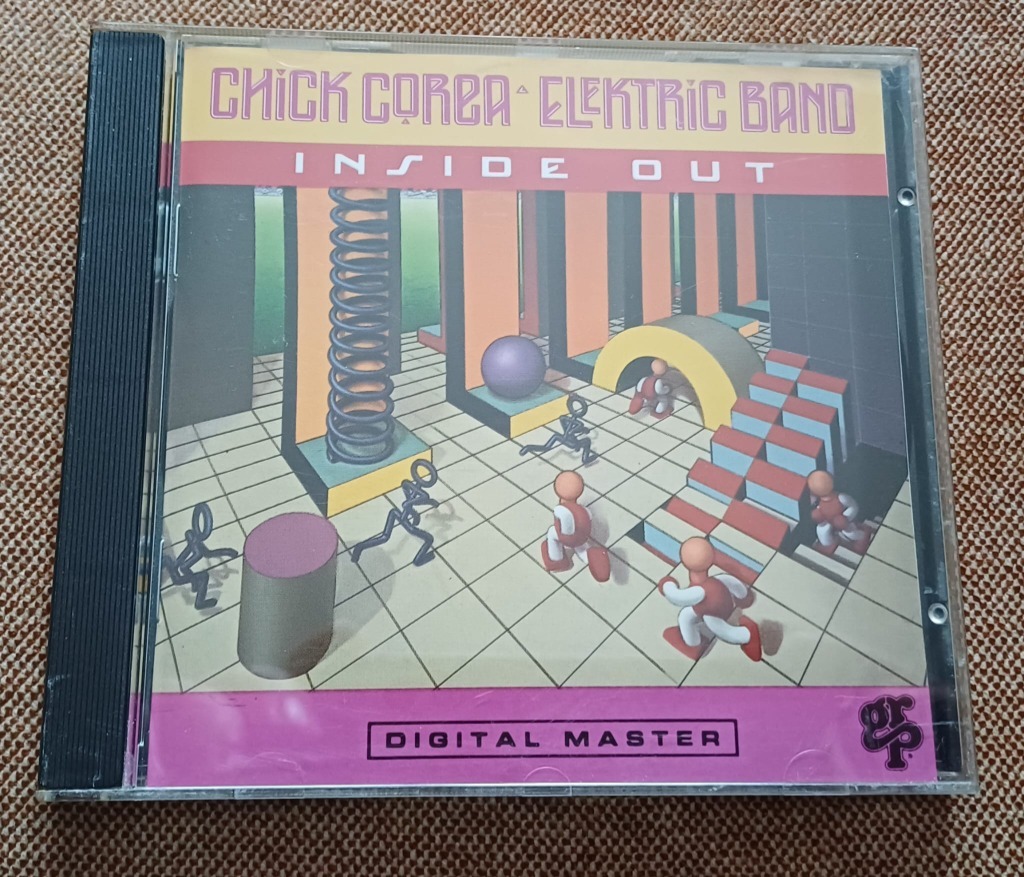 CHiCK COREA ELEKTRiC BAND
INSIDE OUT
DIGITAL MASTER
grp